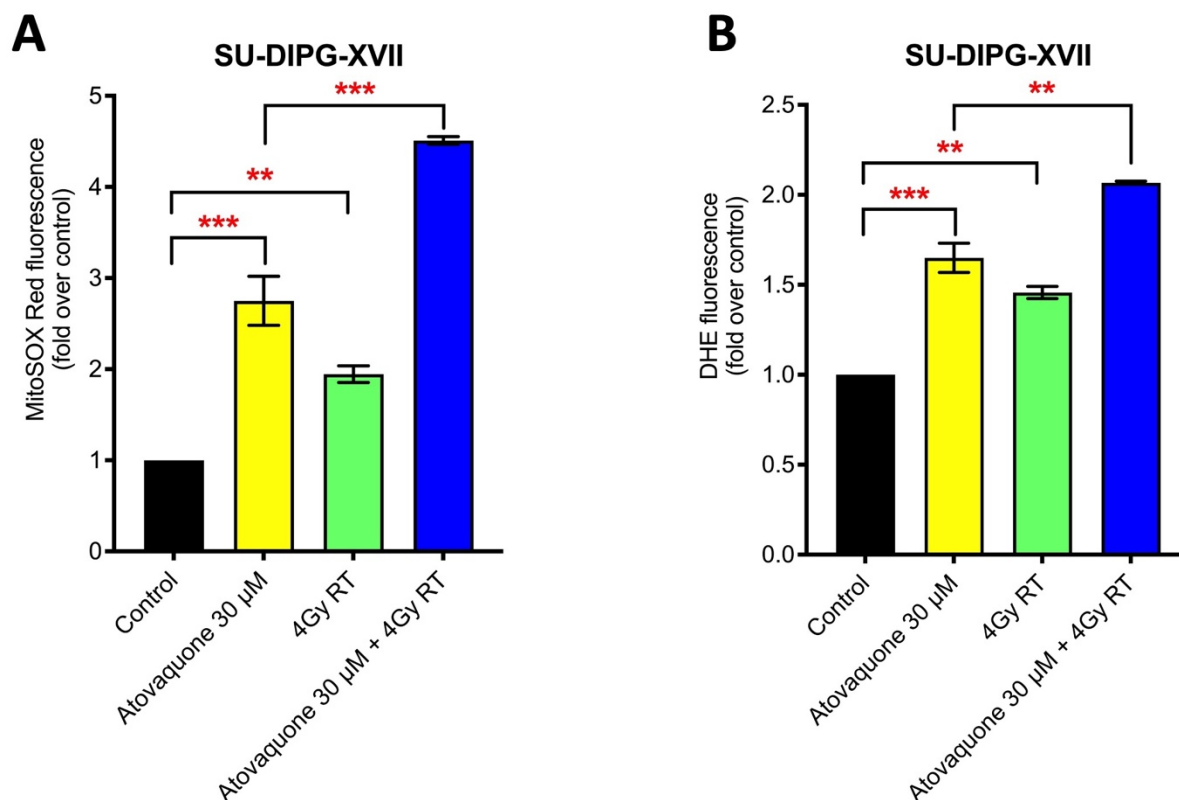 A
SU-DIPG-XVII
MitoSOX Red fluorescence
(fold over control)
5
4
3
2
1
0
***
**
***
Control
Atovaquone 30 µM
4Gy RT
Atovaquone 30 µM + 4Gy RT
B
SU-DIPG-XVII
DHE fluorescence
(fold over control)
2.5
2.0
1.5
1.0
0.5
0.0
**
**
***
Control
Atovaquone 30 µM
4Gy RT
Atovaquone 30 µM + 4Gy RT